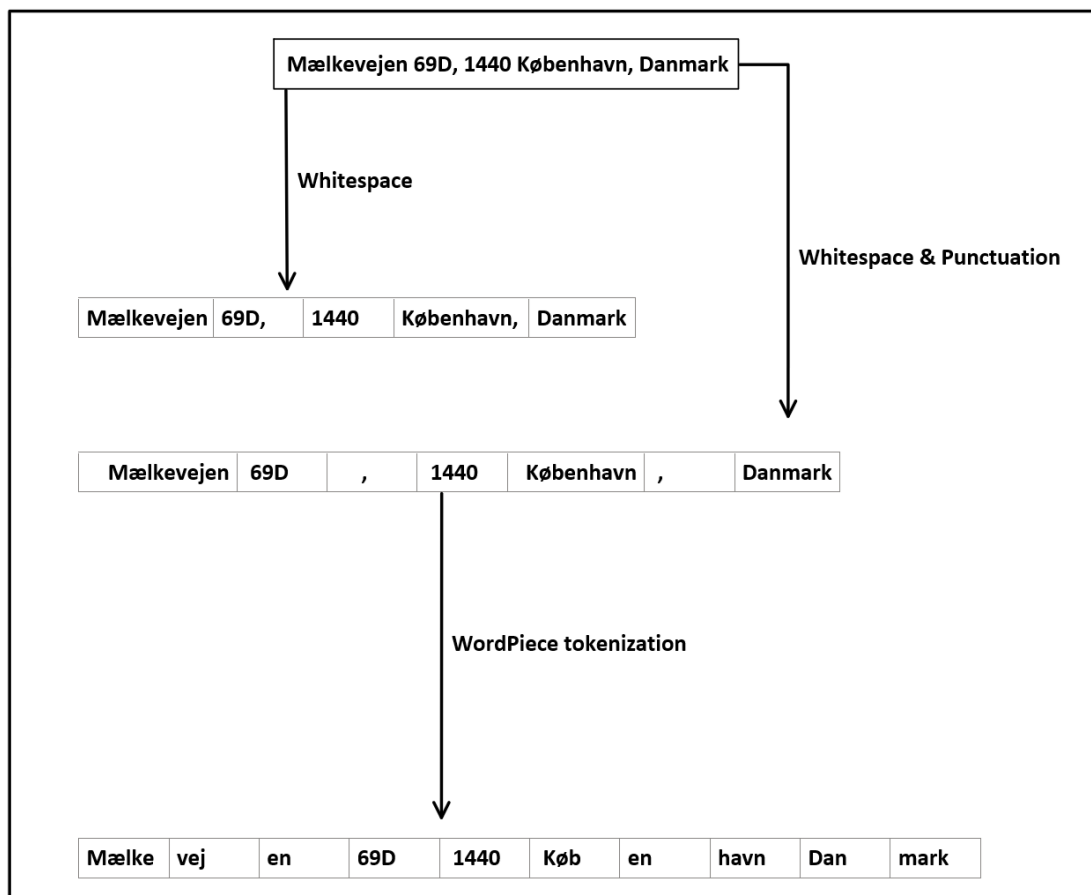 Mælkevejen 69D, 1440 København, Danmark
Whitespace
Whitespace & Punctuation
Mælkevejen 69D, 1440 København, Danmark
Mælkevejen 69D , 1440 København , Danmark
WordPiece tokenization
Mælke vej en 69D 1440 Køb en havn Dan mark